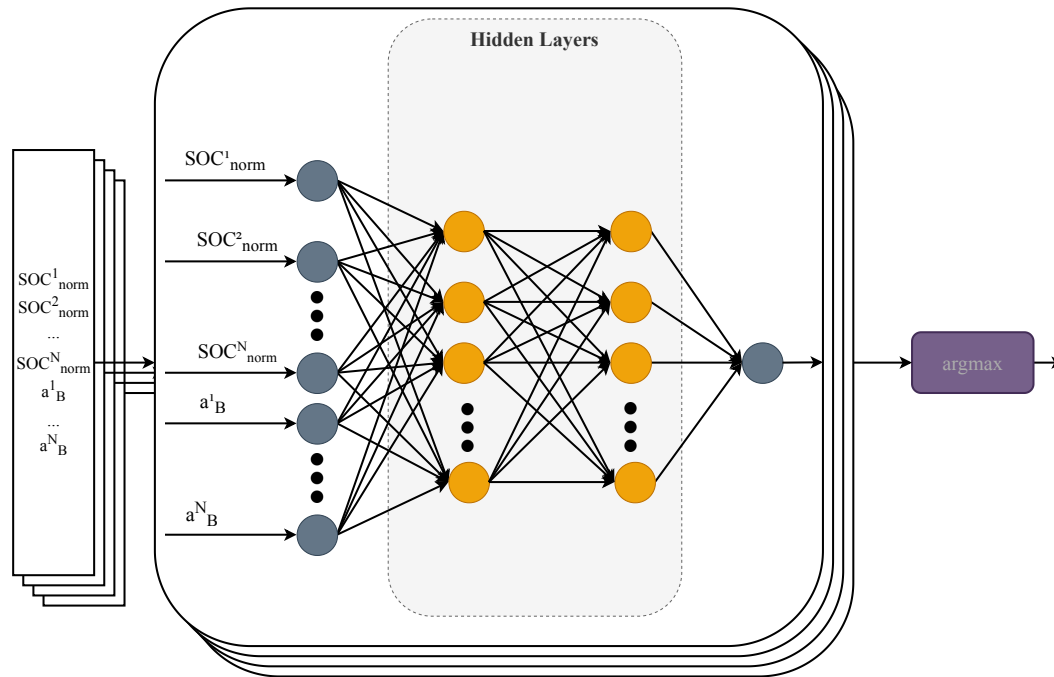 Hidden Layers
SOC¹norm
SOC²norm
SOCᴺnorm
a¹B
aᴺB
SOC¹norm
SOC²norm
...
SOCᴺnorm
a¹B
...
aᴺB
argmax